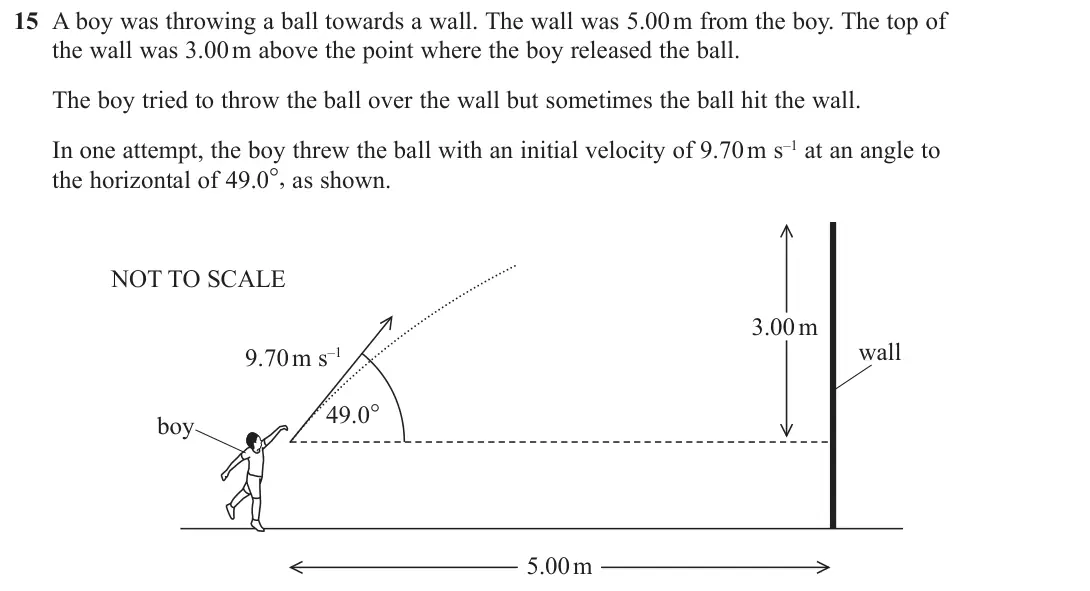 15 A boy was throwing a ball towards a wall. The wall was 5.00 m from the boy. The top of
the wall was 3.00 m above the point where the boy released the ball.
The boy tried to throw the ball over the wall but sometimes the ball hit the wall.
In one attempt, the boy threw the ball with an initial velocity of 9.70 m s⁻¹ at an angle to
the horizontal of 49.0°, as shown.
NOT TO SCALE
3.00 m
9.70 m s⁻¹
wall
49.0°
boy
5.00 m